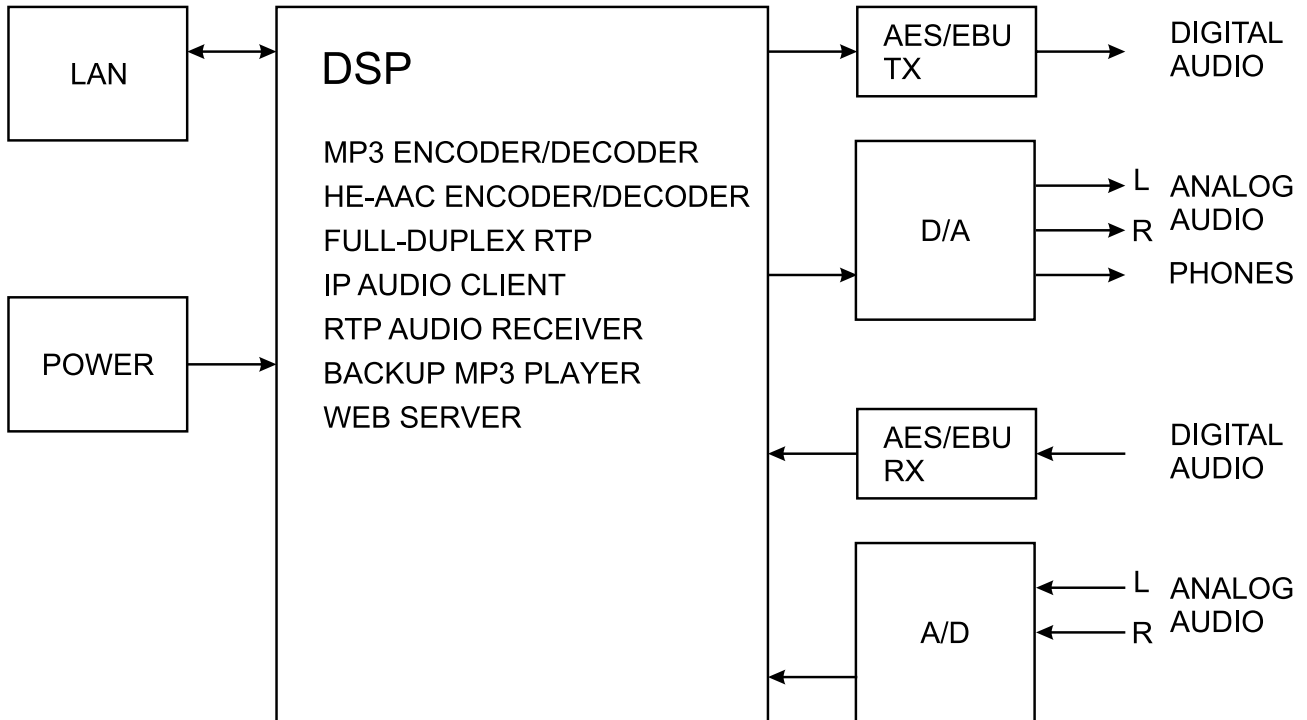 LAN
POWER
DSP
MP3 ENCODER/DECODER
HE-AAC ENCODER/DECODER
FULL-DUPLEX RTP
IP AUDIO CLIENT
RTP AUDIO RECEIVER
BACKUP MP3 PLAYER
WEB SERVER
AES/EBU
TX
DIGITAL
AUDIO
D/A
L
R
ANALOG
AUDIO
PHONES
AES/EBU
RX
DIGITAL
AUDIO
A/D
L
R
ANALOG
AUDIO